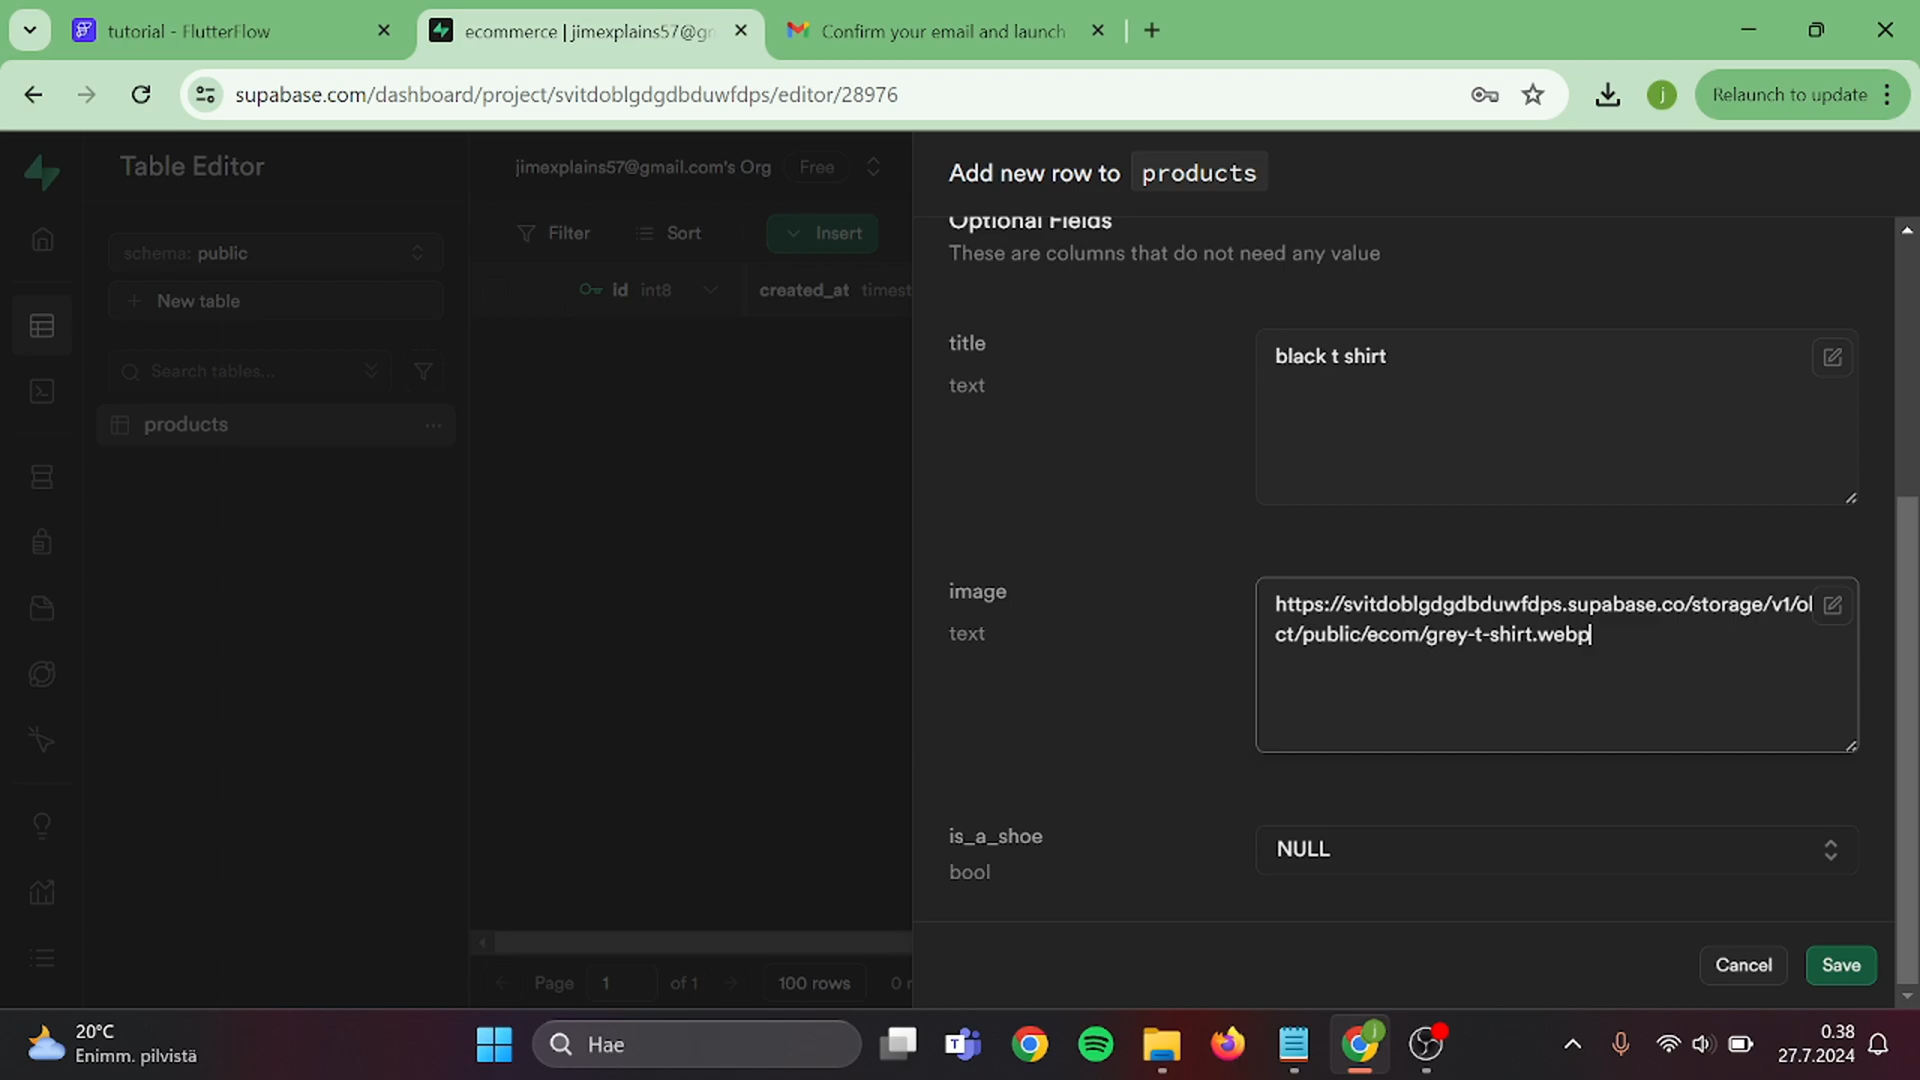 tutorial - FlutterFlow
ecommerce | jimexplains57@gm
Confirm your email and launch
supabase.com/dashboard/project/svitdoblgdgdbduwfdps/editor/28976
j
Relaunch to update
Table Editor
jimexplains57@gmail.com's Org
Free
Add new row to products
schema: public
Filter
Sort
Insert
Optional Fields
These are columns that do not need any value
New table
id int8
created_at timest
Search tables...
title
text
black t shirt
products
image
text
https://svitdoblgdgdbduwfdps.supabase.co/storage/v1/ol
ct/public/ecom/grey-t-shirt.webp
is_a_shoe
bool
NULL
Page 1 of 1
100 rows
0 r
Cancel
Save
20°C
Enimm. pilvistä
Hae
0.38
27.7.2024